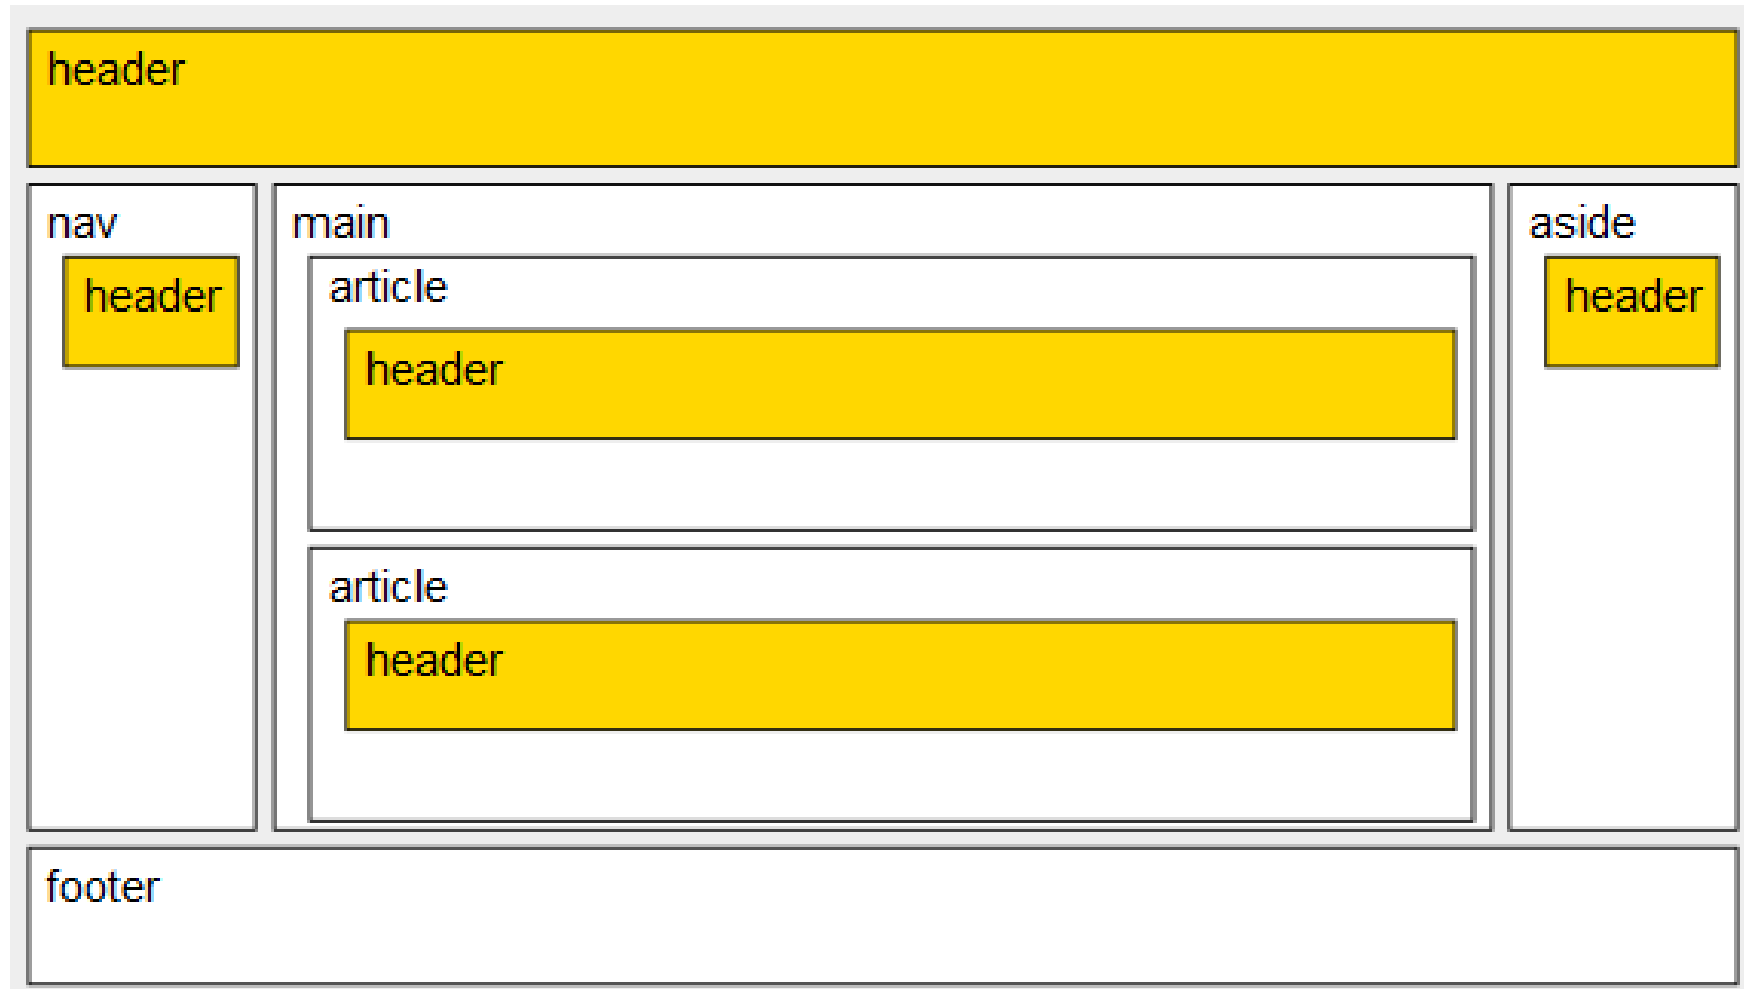 header
nav
header
main
article
header
article
header
aside
header
footer